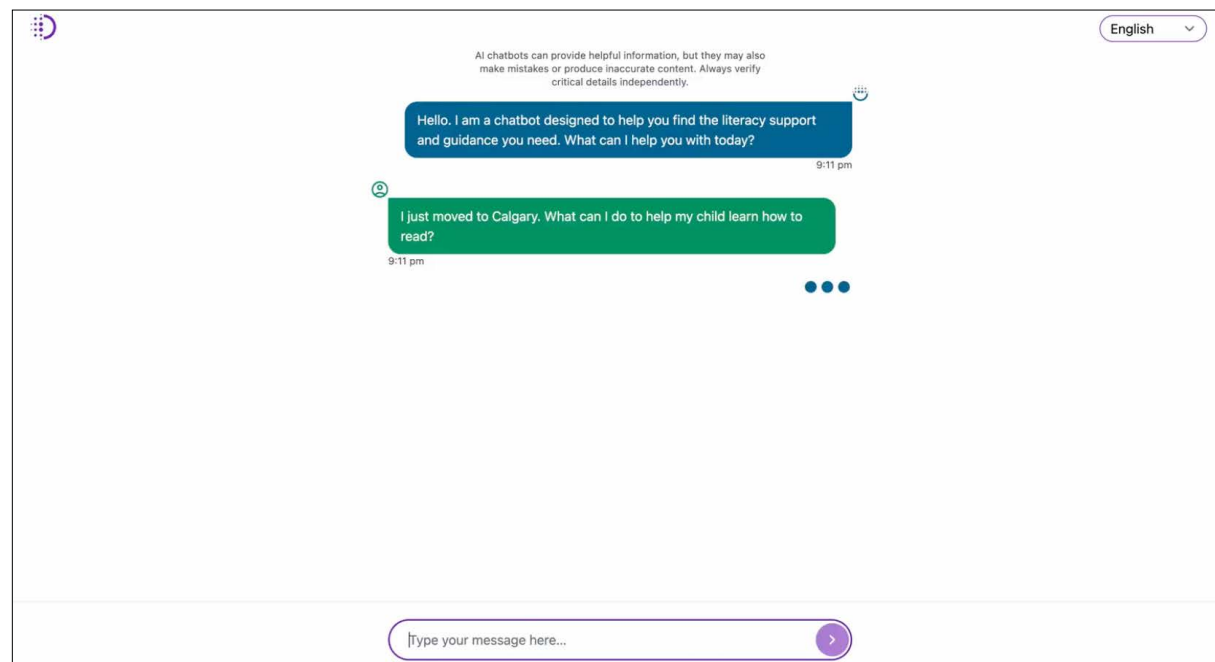 English
AI chatbots can provide helpful information, but they may also
make mistakes or produce inaccurate content. Always verify
critical details independently.
Hello. I am a chatbot designed to help you find the literacy support
and guidance you need. What can I help you with today?
9:11 pm
I just moved to Calgary. What can I do to help my child learn how to
read?
9:11 pm
Type your message here...